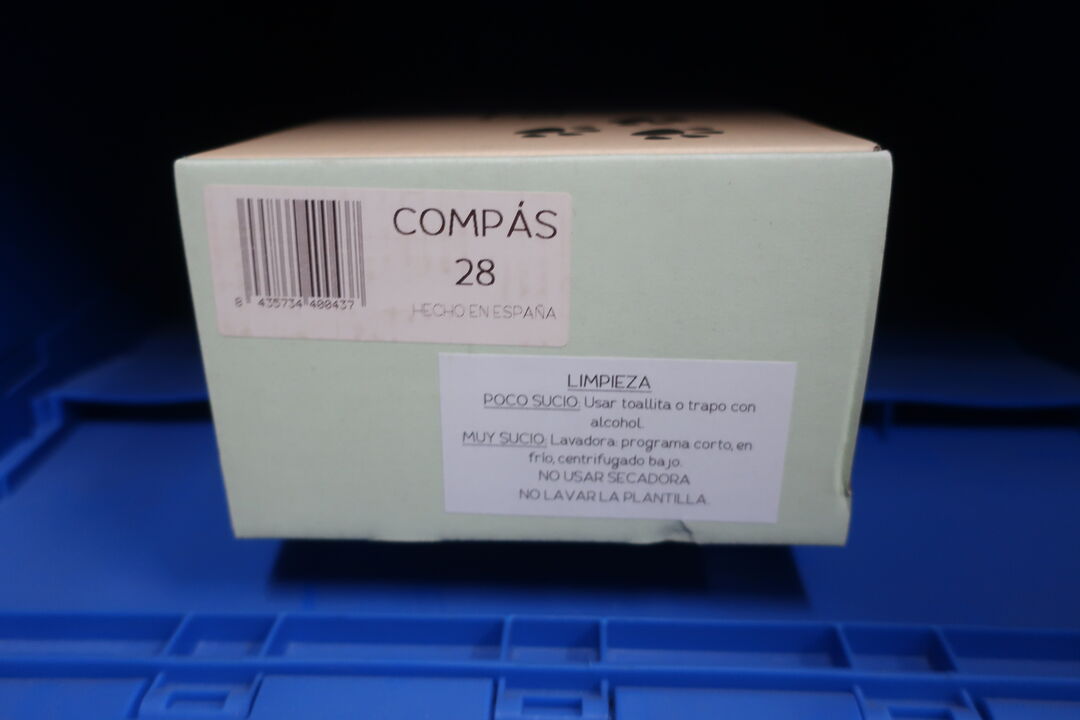 COMPÁS
28
HECHO EN ESPAÑA
8 435734 400437
LIMPIEZA
POCO SUCIO: Usar toallita o trapo con
alcohol.
MUY SUCIO: Lavadora: programa corto, en
frío, centrifugado bajo.
NO USAR SECADORA
NO LAVAR LA PLANTILLA.